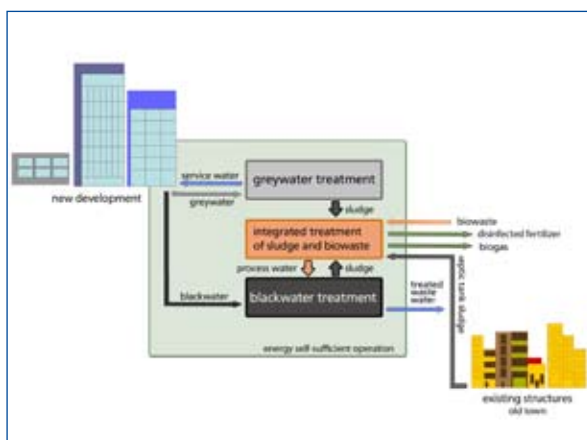 service water
greywater treatment
new development
greywater
sludge
biowaste
integrated treatment
of sludge and biowaste
disinfected fertilizer
biogas
process water
sludge
septic tank sludge
blackwater
blackwater treatment
treated
waste
water
energy self-sufficient operation
existing structures
old town